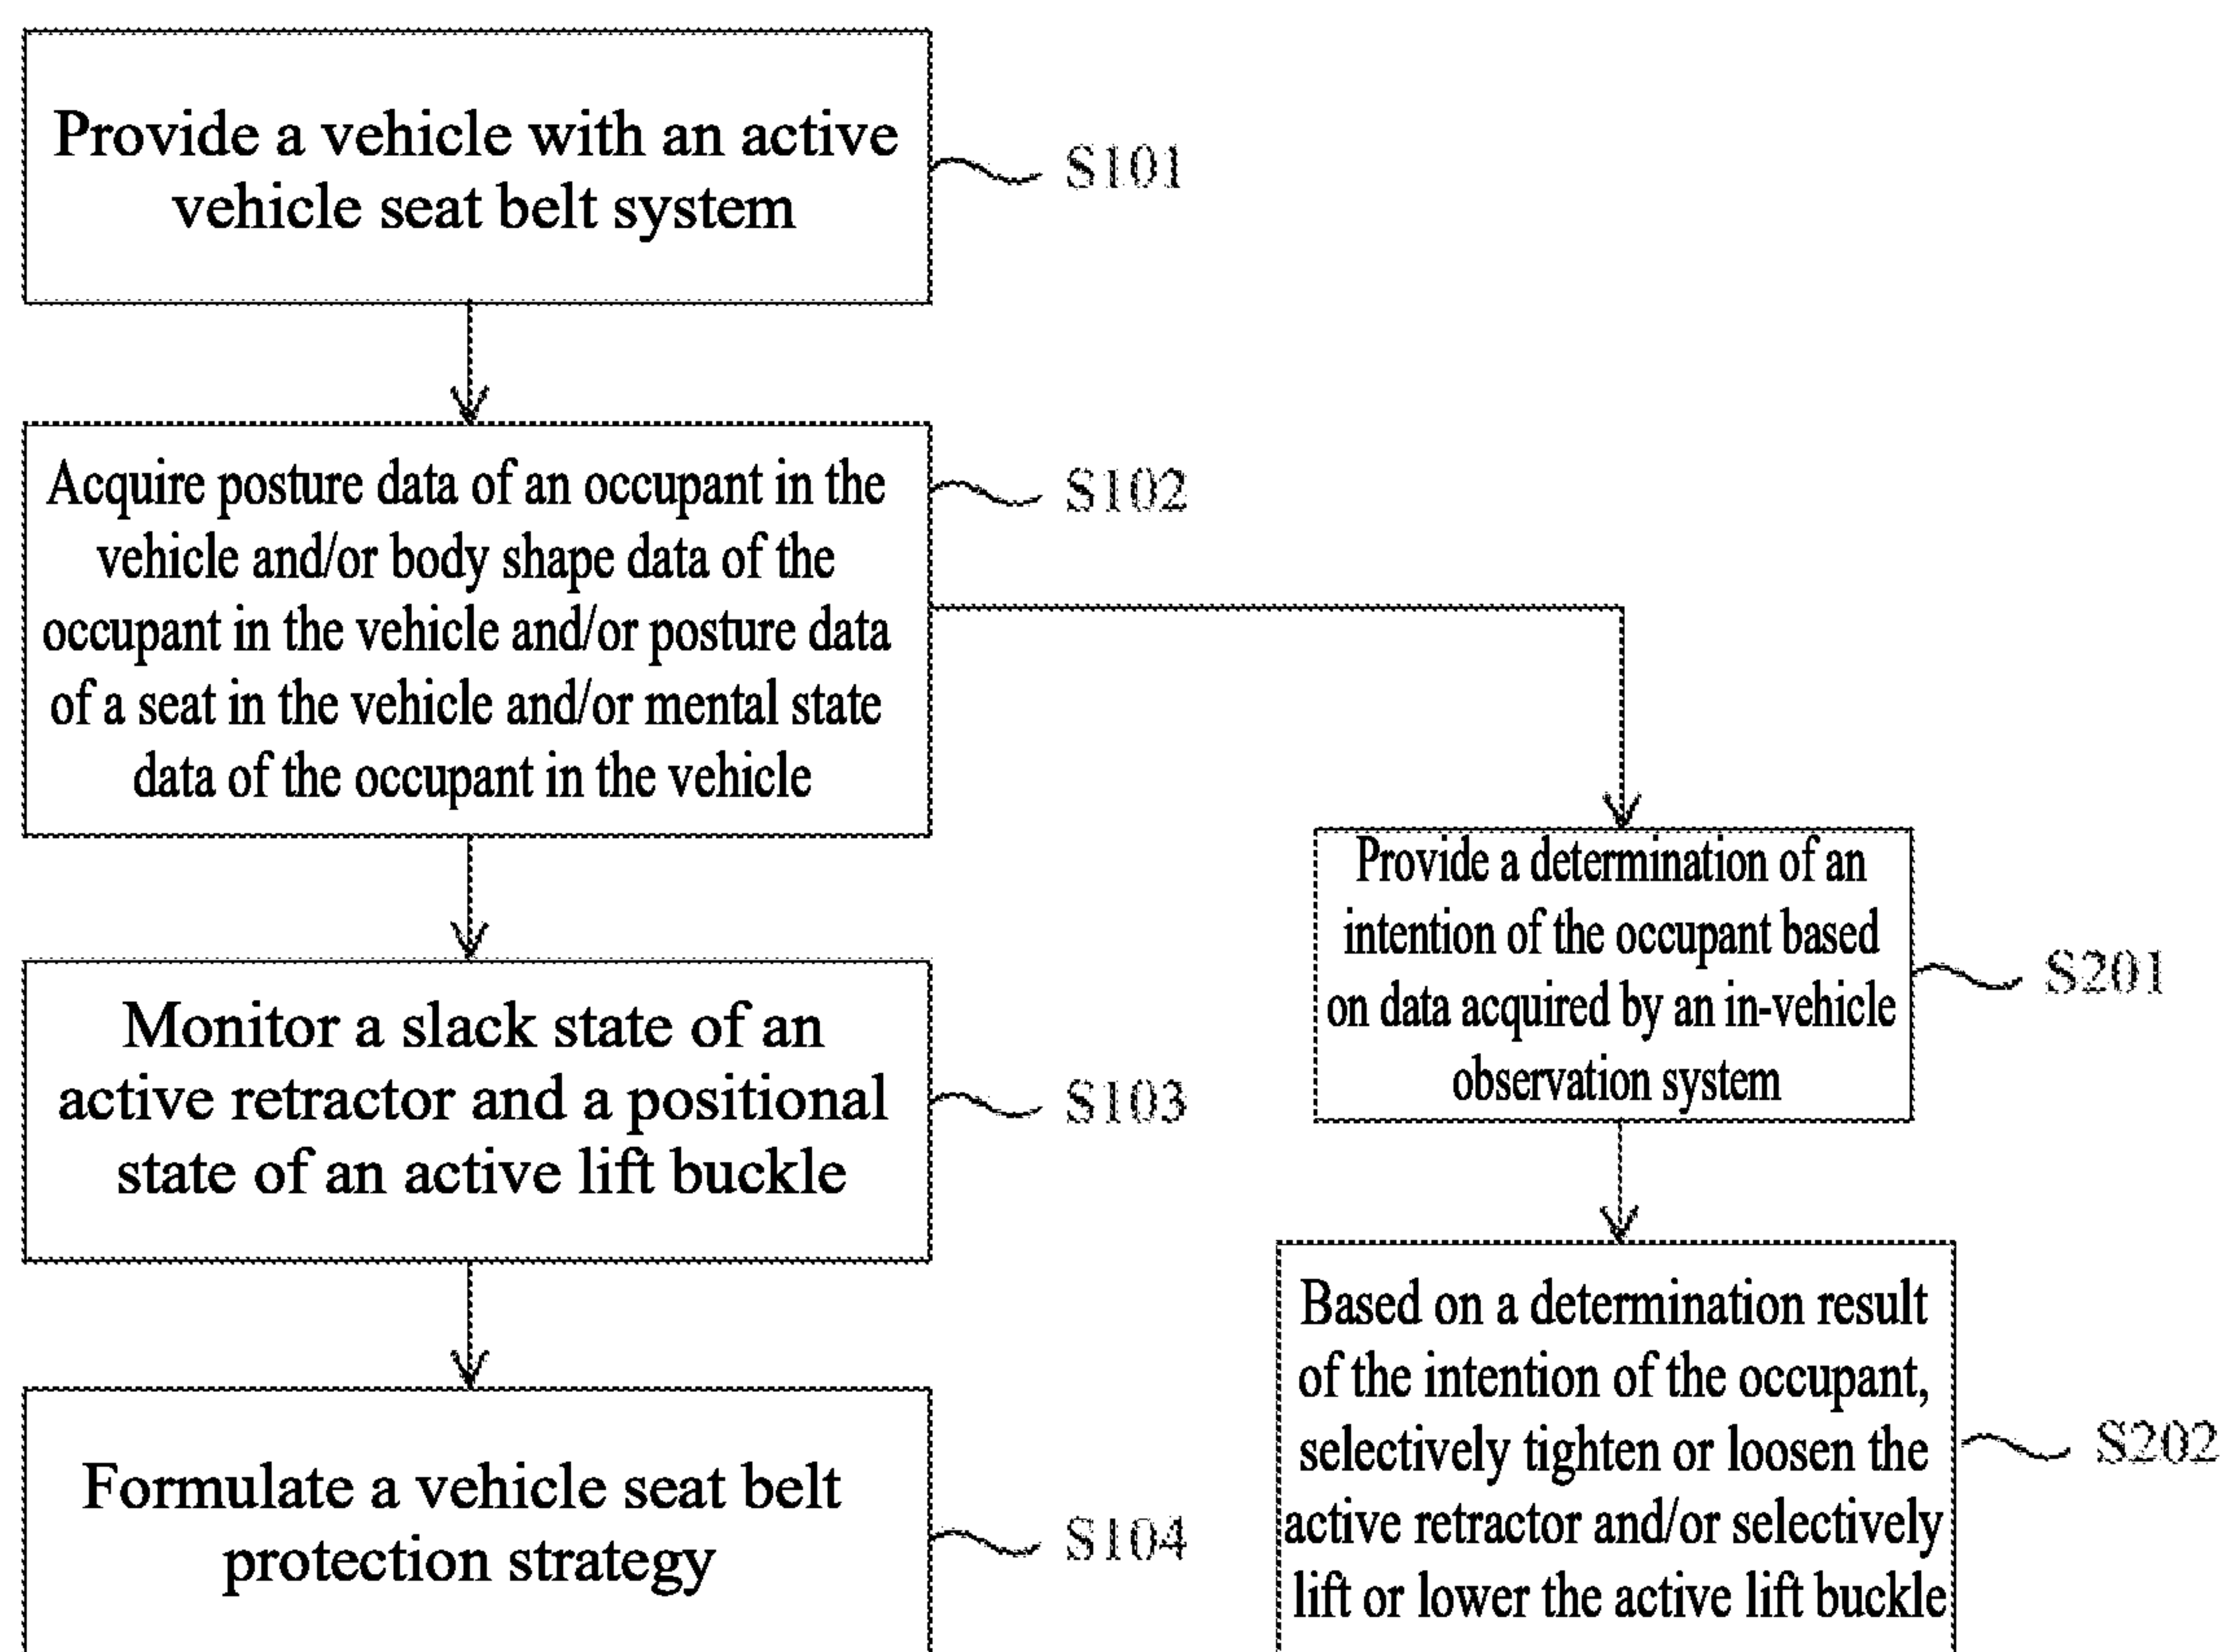 Provide a vehicle with an active
vehicle seat belt system
S101
Acquire posture data of an occupant in the
vehicle and/or body shape data of the
occupant in the vehicle and/or posture data
of a seat in the vehicle and/or mental state
data of the occupant in the vehicle
S102
Monitor a slack state of an
active retractor and a positional
state of an active lift buckle
S103
Formulate a vehicle seat belt
protection strategy
S104
Provide a determination of an
intention of the occupant based
on data acquired by an in-vehicle
observation system
S201
Based on a determination result
of the intention of the occupant,
selectively tighten or loosen the
active retractor and/or selectively
lift or lower the active lift buckle
S202